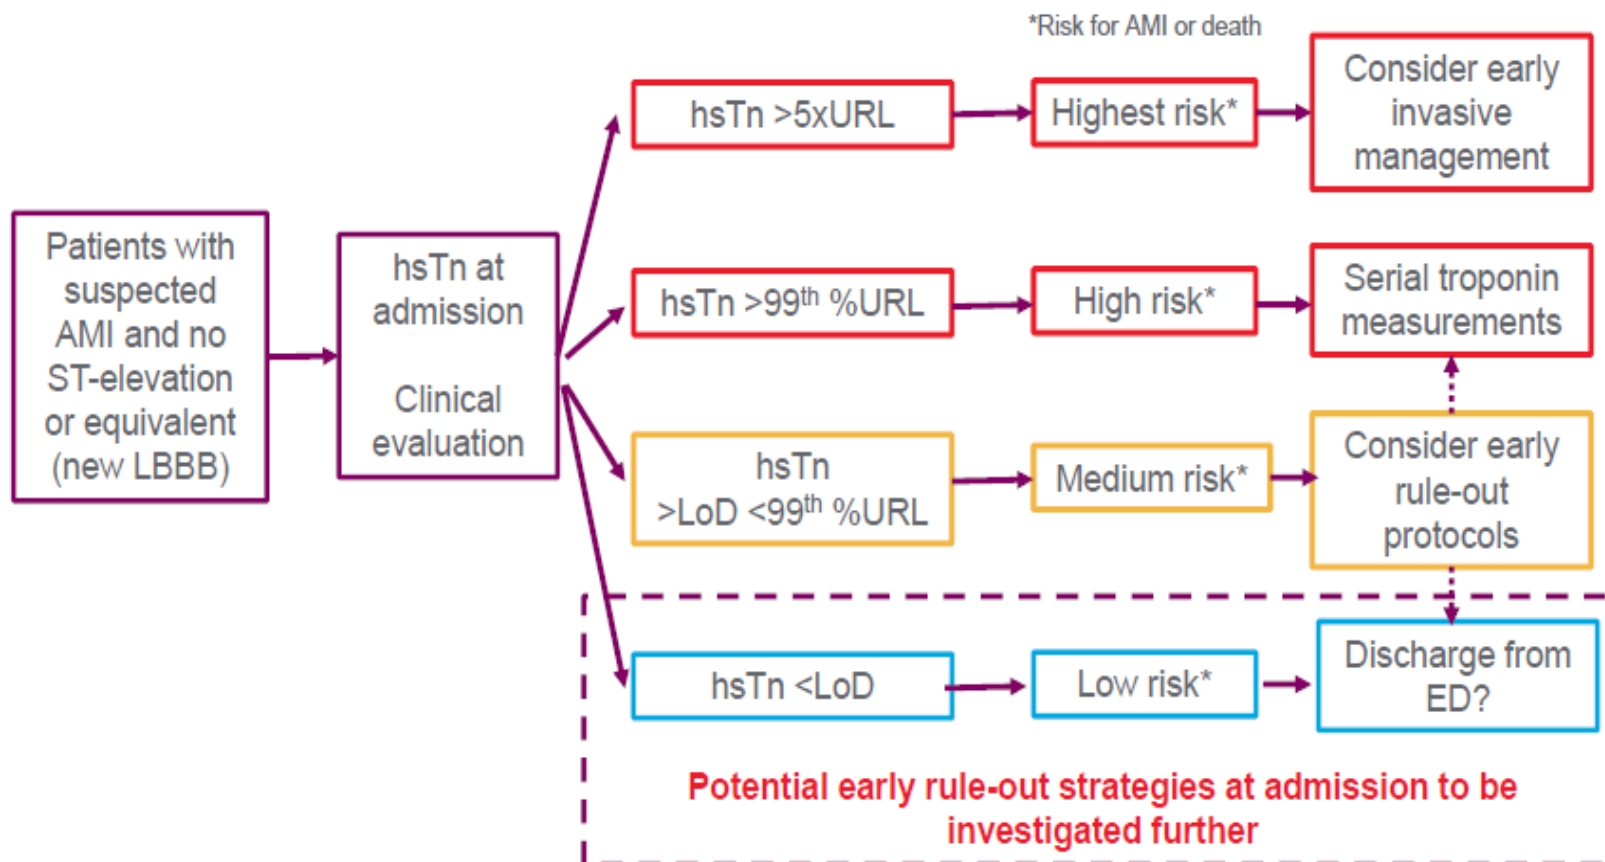 *Risk for AMI or death
Patients with
suspected
AMI and no
ST-elevation
or equivalent
(new LBBB)
hsTn at
admission
Clinical
evaluation
hsTn >5xURL
Highest risk*
Consider early
invasive
management
hsTn >99th %URL
High risk*
Serial troponin
measurements
hsTn
>LoD <99th %URL
Medium risk*
Consider early
rule-out
protocols
hsTn <LoD
Low risk*
Discharge from
ED?
Potential early rule-out strategies at admission to be
investigated further